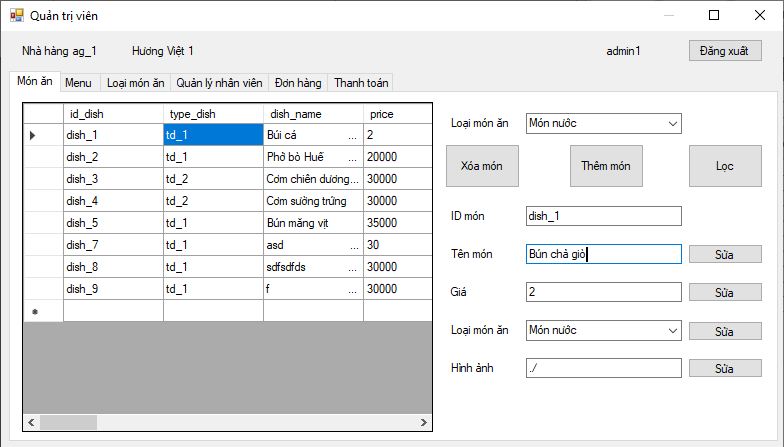 Quản trị viên
Nhà hàng ag_1 Hương Việt 1 admin1 Đăng xuất
Món ăn Menu Loại món ăn Quản lý nhân viên Đơn hàng Thanh toán
id_dish type_dish dish_name price
dish_1 td_1 Búi cá ... 2
dish_2 td_1 Phở bò Huế ... 20000
dish_3 td_2 Cơm chiên dương... 30000
dish_4 td_2 Cơm sườn trứng 30000
dish_5 td_1 Bún măng vịt 35000
dish_7 td_1 asd ... 30
dish_8 td_1 sdfsdfds ... 30000
dish_9 td_1 f ... 30000
Loại món ăn Món nước
Xóa món Thêm món Lọc
ID món dish_1
Tên món Bún chả giò Sửa
Giá 2 Sửa
Loại món ăn Món nước Sửa
Hình ảnh ./ Sửa